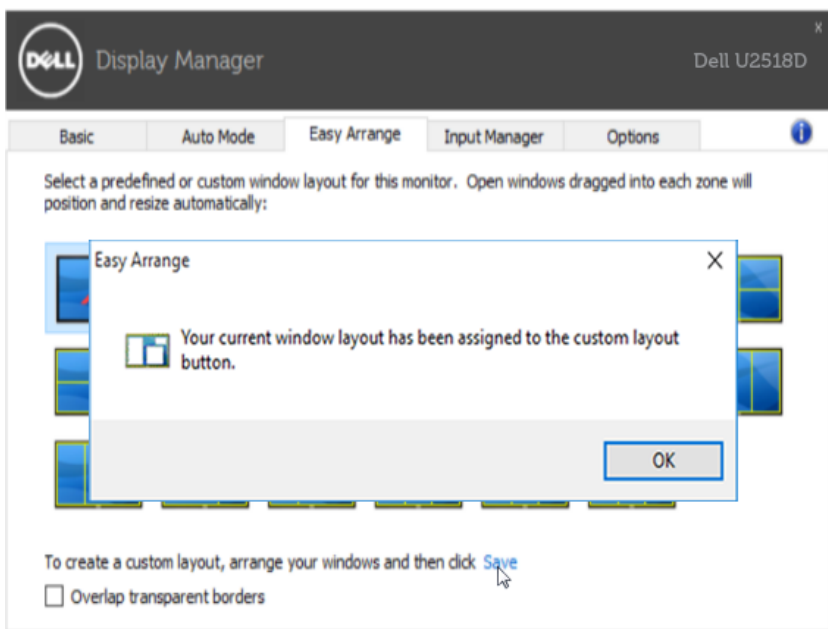 DELL Display Manager
Dell U2518D
Basic Auto Mode Easy Arrange Input Manager Options
Select a predefined or custom window layout for this monitor. Open windows dragged into each zone will
position and resize automatically:
Easy Arrange
Your current window layout has been assigned to the custom layout
button.
OK
To create a custom layout, arrange your windows and then click Save
Overlap transparent borders